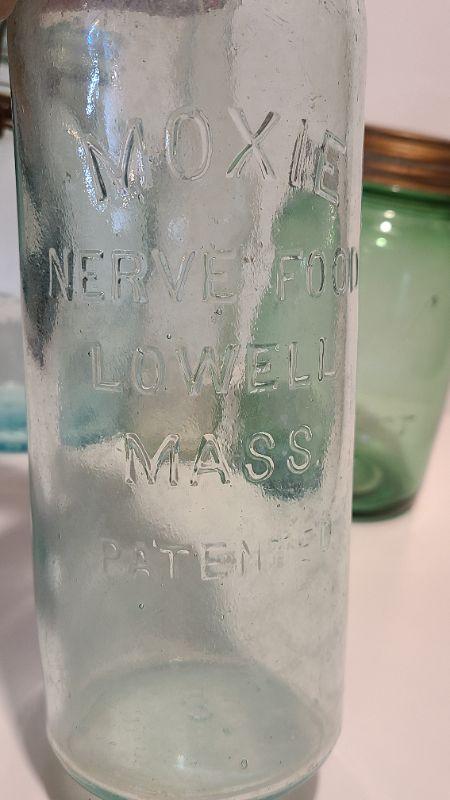 MOXIE
NERVE FOOD
LOWELL
MASS.
PATENTED